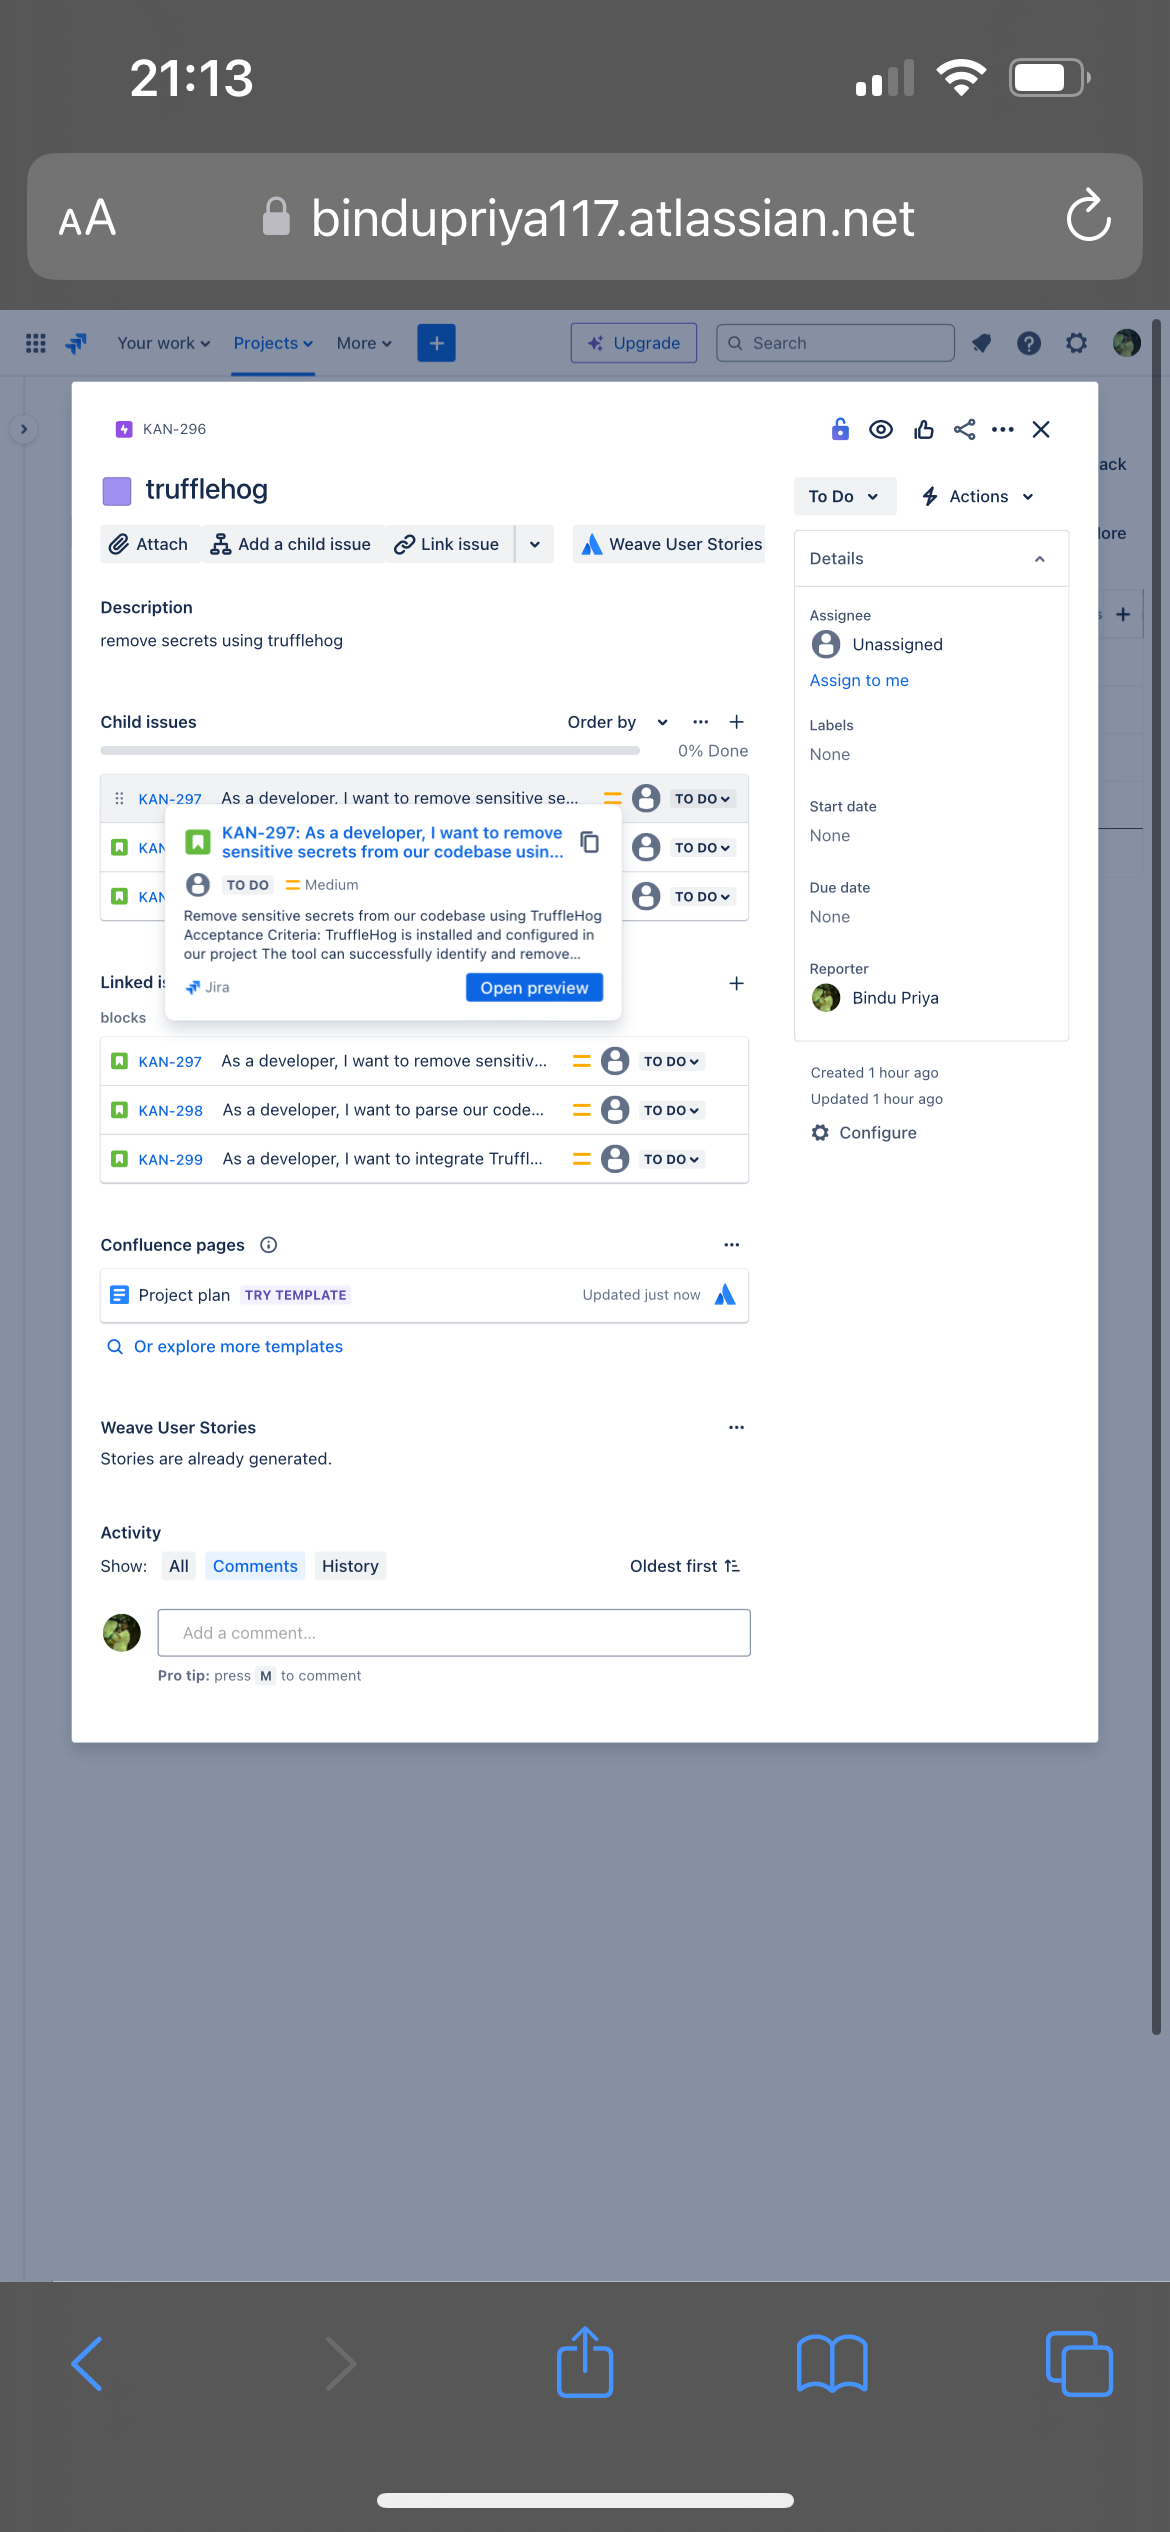 21:13
AA
bindupriya117.atlassian.net
Your work
Projects
More
Upgrade
Search
KAN-296
ack
trufflehog
To Do
Actions
Attach
Add a child issue
Link issue
Weave User Stories
Details
Description
remove secrets using trufflehog
Assignee
Unassigned
Assign to me
Labels
None
Start date
None
Due date
None
Reporter
Bindu Priya
Created 1 hour ago
Updated 1 hour ago
Configure
Child issues
Order by
0% Done
KAN-297 As a developer, I want to remove sensitive se... TO DO
KAN TO DO
KAN TO DO
KAN-297: As a developer, I want to remove
sensitive secrets from our codebase usin...
TO DO Medium
Remove sensitive secrets from our codebase using TruffleHog
Acceptance Criteria: TruffleHog is installed and configured in
our project The tool can successfully identify and remove...
Jira
Open preview
Linked is
blocks
KAN-297 As a developer, I want to remove sensitiv... TO DO
KAN-298 As a developer, I want to parse our code... TO DO
KAN-299 As a developer, I want to integrate Truffl... TO DO
Confluence pages
Project plan TRY TEMPLATE Updated just now
Or explore more templates
Weave User Stories
Stories are already generated.
Activity
Show: All Comments History Oldest first
Add a comment...
Pro tip: press M to comment